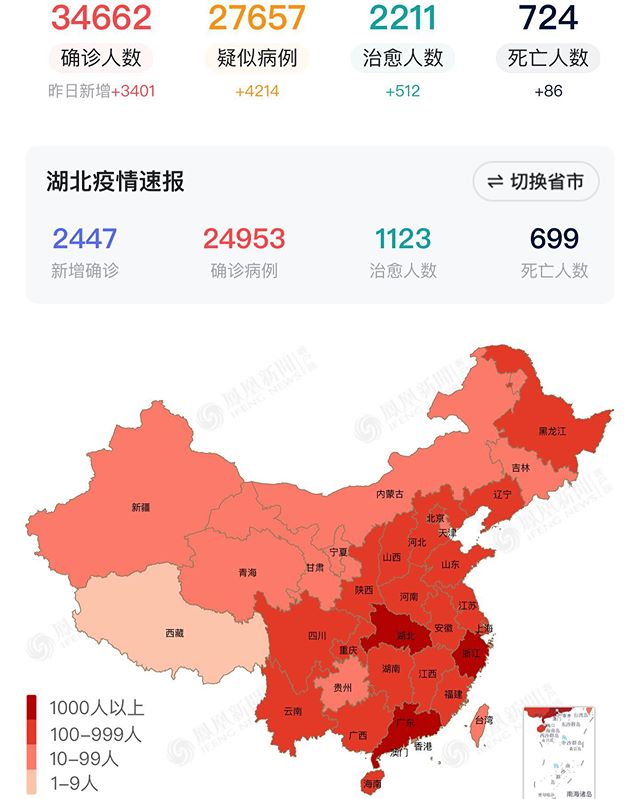 34662 27657 2211 724
确诊人数 疑似病例 治愈人数 死亡人数
昨日新增+3401 +4214 +512 +86
湖北疫情速报 切换省市
2447 24953 1123 699
新增确诊 确诊病例 治愈人数 死亡人数
凤凰新闻 凤凰新闻
IFENG NEWS IFENG NEWS
黑龙江
吉林
内蒙古 辽宁
新疆
北京
天津
河北
宁夏 山西
青海 甘肃 山东
陕西
河南
江苏
西藏 四川 湖北 安徽 上海
重庆 浙江
湖南 江西
贵州
福建
1000人以上
云南 广东 台湾
100-999人
广西 香港
澳门
10-99人
海南
1-9人
南海诸岛